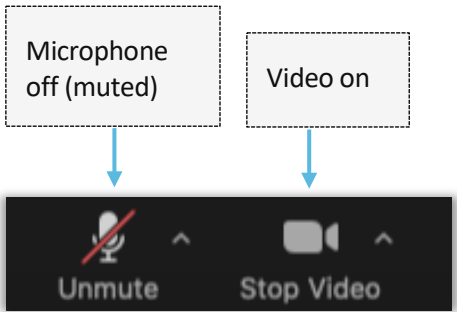 Microphone
off (muted)
Video on
Unmute
Stop Video